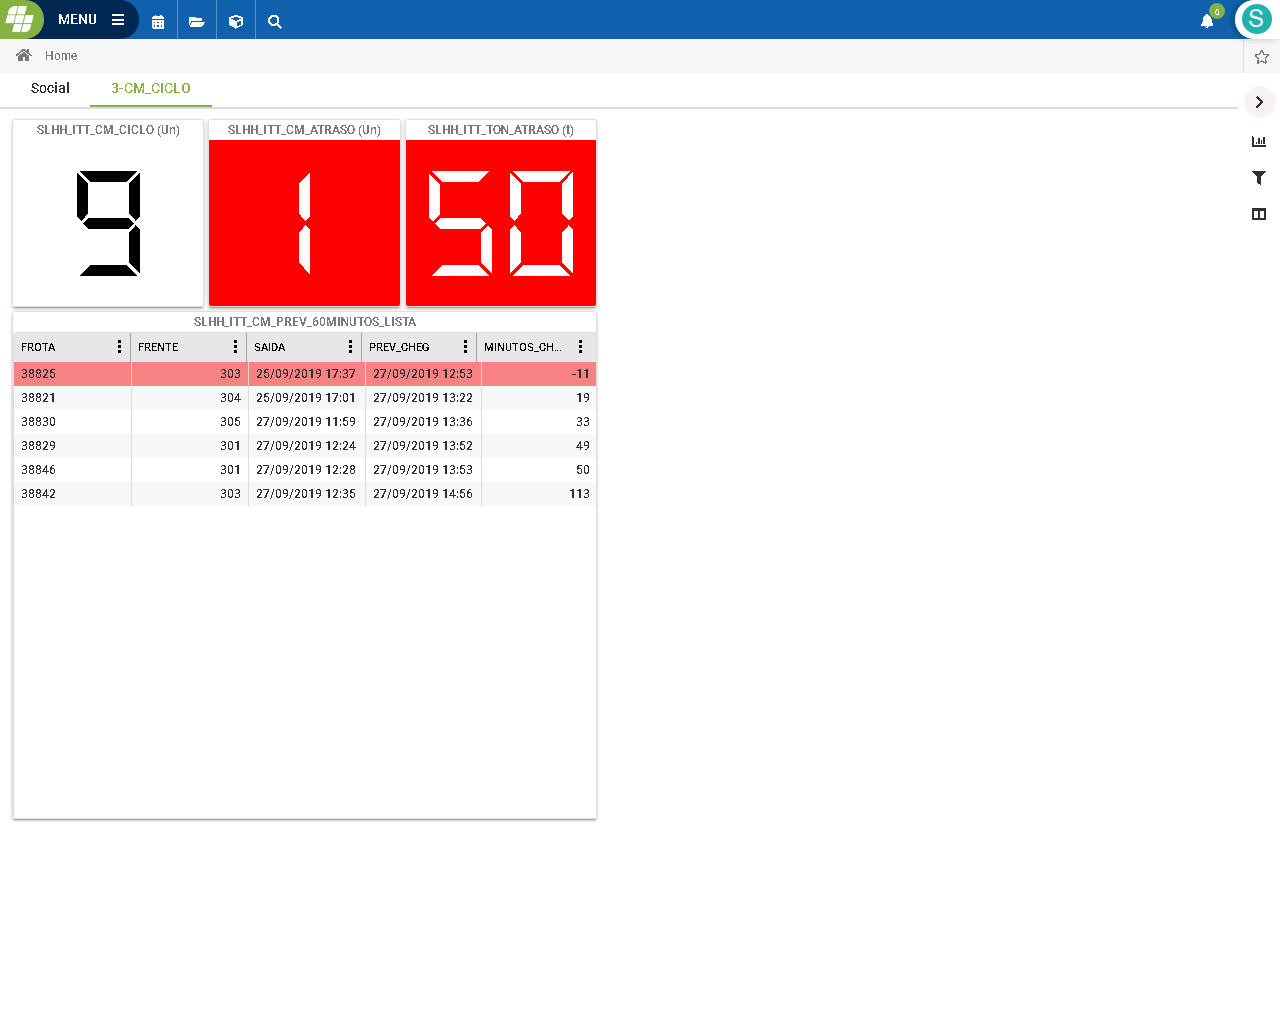 MENU
0
S
Home
Social 3-CM_CICLO
SLHH_ITT_CM_CICLO (Un) SLHH_ITT_CM_ATRASO (Un) SLHH_ITT_TON_ATRASO (t)
9 1 50
SLHH_ITT_CM_PREV_60MINUTOS_LISTA
FROTA FRENTE SAIDA PREV_CHEG MINUTOS_CH...
38825 303 25/09/2019 17:37 27/09/2019 12:53 -11
38821 304 25/09/2019 17:01 27/09/2019 13:22 19
38830 305 27/09/2019 11:59 27/09/2019 13:36 33
38829 301 27/09/2019 12:24 27/09/2019 13:52 49
38846 301 27/09/2019 12:28 27/09/2019 13:53 50
38842 303 27/09/2019 12:35 27/09/2019 14:56 113